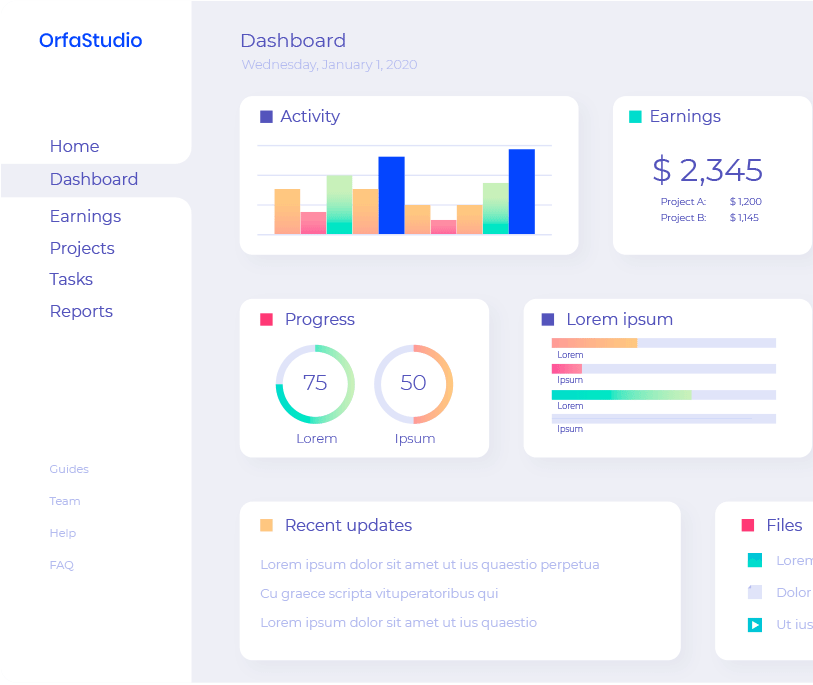 OrfaStudio
Home
Dashboard
Earnings
Projects
Tasks
Reports
Guides
Team
Help
FAQ
Dashboard
Wednesday, January 1, 2020
Activity
Earnings
$ 2,345
Project A: $ 1,200
Project B: $ 1,145
Progress
75
Lorem
50
Ipsum
Lorem ipsum
Lorem
Ipsum
Lorem
Ipsum
Recent updates
Lorem ipsum dolor sit amet ut ius quaestio perpetua
Cu graece scripta vituperatoribus qui
Lorem ipsum dolor sit amet ut ius quaestio
Files
Lorem
Dolor
Ut ius